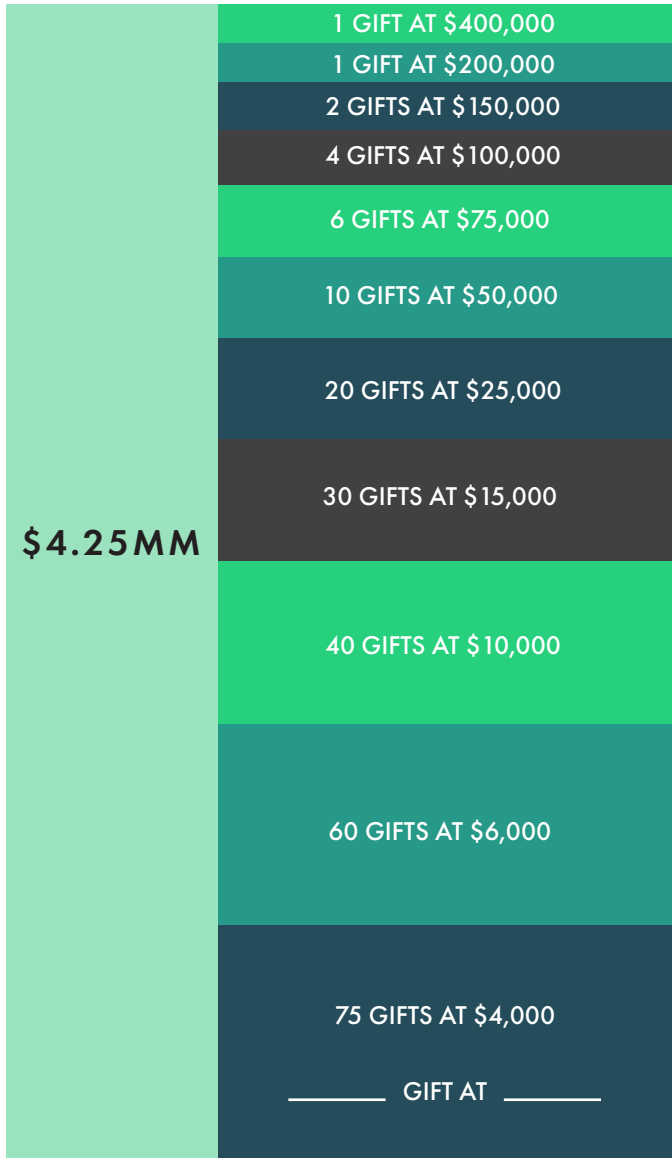 1 GIFT AT $400,000
1 GIFT AT $200,000
2 GIFTS AT $150,000
4 GIFTS AT $100,000
6 GIFTS AT $75,000
10 GIFTS AT $50,000
20 GIFTS AT $25,000
30 GIFTS AT $15,000
$4.25MM
40 GIFTS AT $10,000
60 GIFTS AT $6,000
75 GIFTS AT $4,000
______ GIFT AT ______